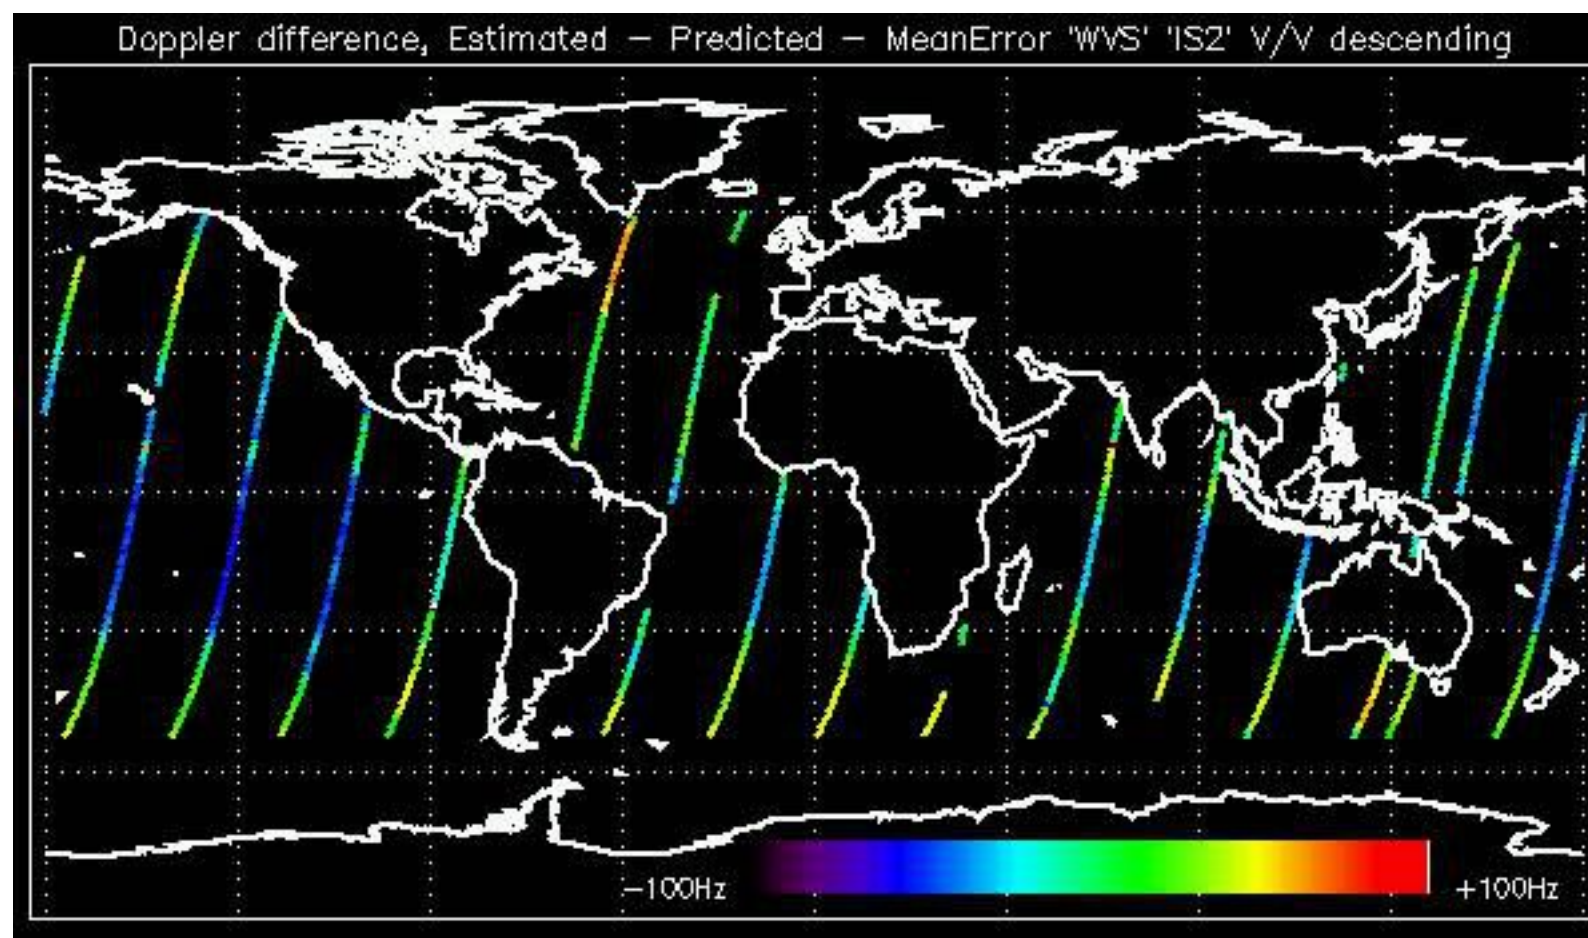 Doppler difference, Estimated – Predicted – MeanError 'WVS' 'IS2' V/V descending
–100Hz
+100Hz